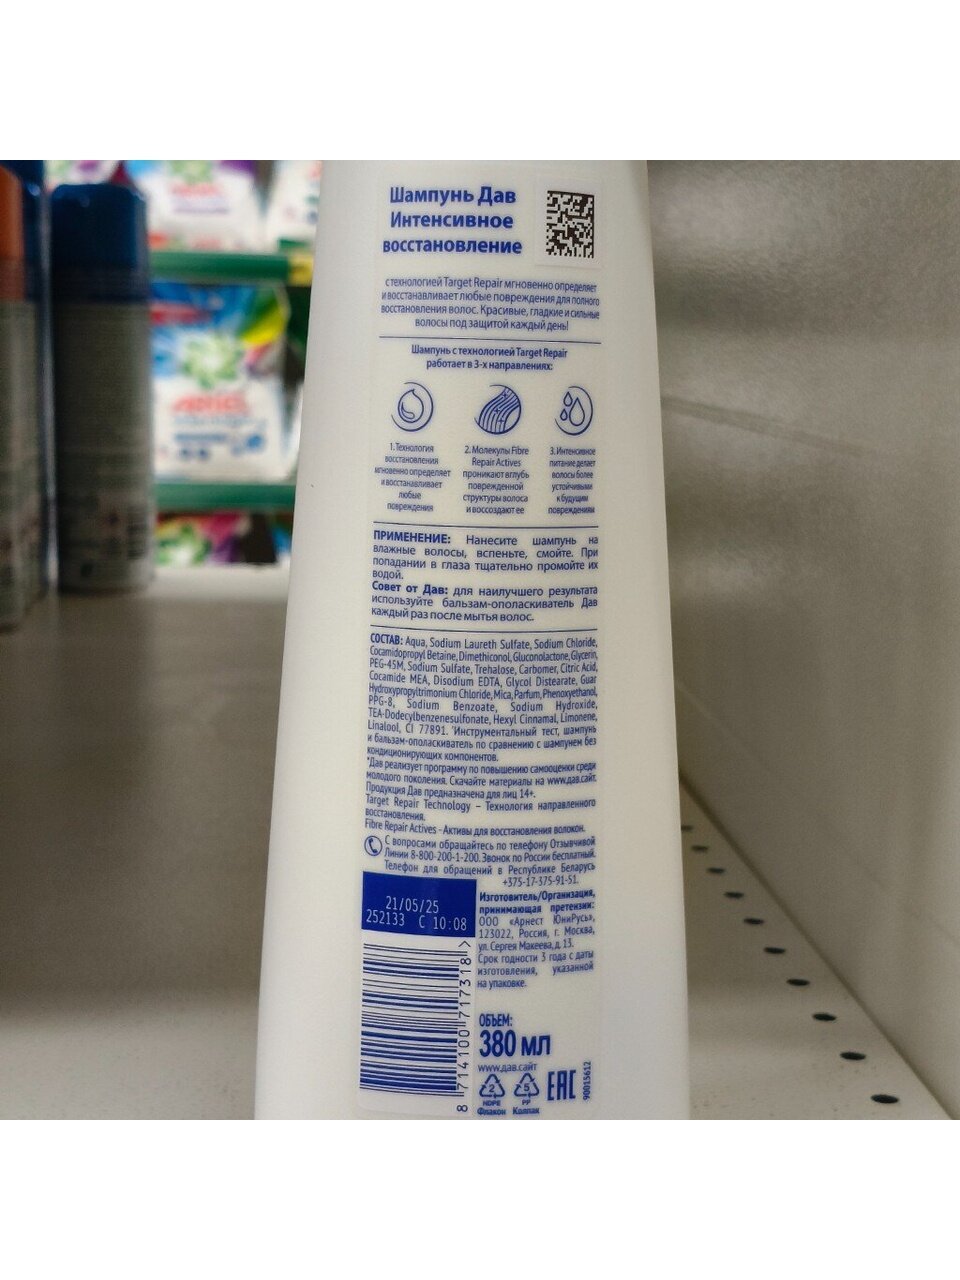 Шампунь Дав
Интенсивное
восстановление
с технологией Target Repair мгновенно определяет
и восстанавливает любые повреждения для полного
восстановления волос. Красивые, гладкие и сильные
волосы под защитой каждый день!
Шампунь с технологией Target Repair
работает в 3-х направлениях:
1. Технология
восстановления
мгновенно определяет
и восстанавливает
любые
повреждения
2. Молекулы Fibre
Repair Actives
проникают вглубь
поврежденной
структуры волоса
и воссоздают ее
3. Интенсивное
питание делает
волосы более
устойчивыми
к будущим
повреждениям
ПРИМЕНЕНИЕ: Нанесите шампунь на
влажные волосы, вспеньте, смойте. При
попадании в глаза тщательно промойте их
водой.
Совет от Дав: для наилучшего результата
используйте бальзам-ополаскиватель Дав
каждый раз после мытья волос.
СОСТАВ: Aqua, Sodium Laureth Sulfate, Sodium Chloride,
Cocamidopropyl Betaine, Dimethiconol, Gluconolactone, Glycerin,
PEG-45M, Sodium Sulfate, Trehalose, Carbomer, Citric Acid,
Cocamide MEA, Disodium EDTA, Glycol Distearate, Guar
Hydroxypropyltrimonium Chloride, Mica, Parfum, Phenoxyethanol,
PPG-8, Sodium Benzoate, Sodium Hydroxide,
TEA-Dodecylbenzenesulfonate, Hexyl Cinnamal, Limonene,
Linalool, CI 77891. *Инструментальный тест, шампунь
и бальзам-ополаскиватель по сравнению с шампунем без
кондиционирующих компонентов.
*Дав реализует программу по повышению самооценки среди
молодого поколения. Скачайте материалы на www.дав.сайт.
Продукция Дав предназначена для лиц 14+.
Target Repair Technology – Технология направленного
восстановления.
Fibre Repair Actives - Активы для восстановления волокон.
С вопросами обращайтесь по телефону Отзывчивой
Линии 8-800-200-1-200. Звонок по России бесплатный.
Телефон для обращений в Республике Беларусь
+375-17-375-91-51.
21/05/25
252133 C 10:08
Изготовитель/Организация,
принимающая претензии:
ООО «Арнест ЮниРусь»,
123022, Россия, г. Москва,
ул. Сергея Макеева, д. 13.
Срок годности 3 года с даты
изготовления, указанной
на упаковке.
8 714100 717318 >
ОБЪЕМ:
380 мл
www.дав.сайт
2
HDPE
Флакон
5
PP
Колпак
EAC
90015612